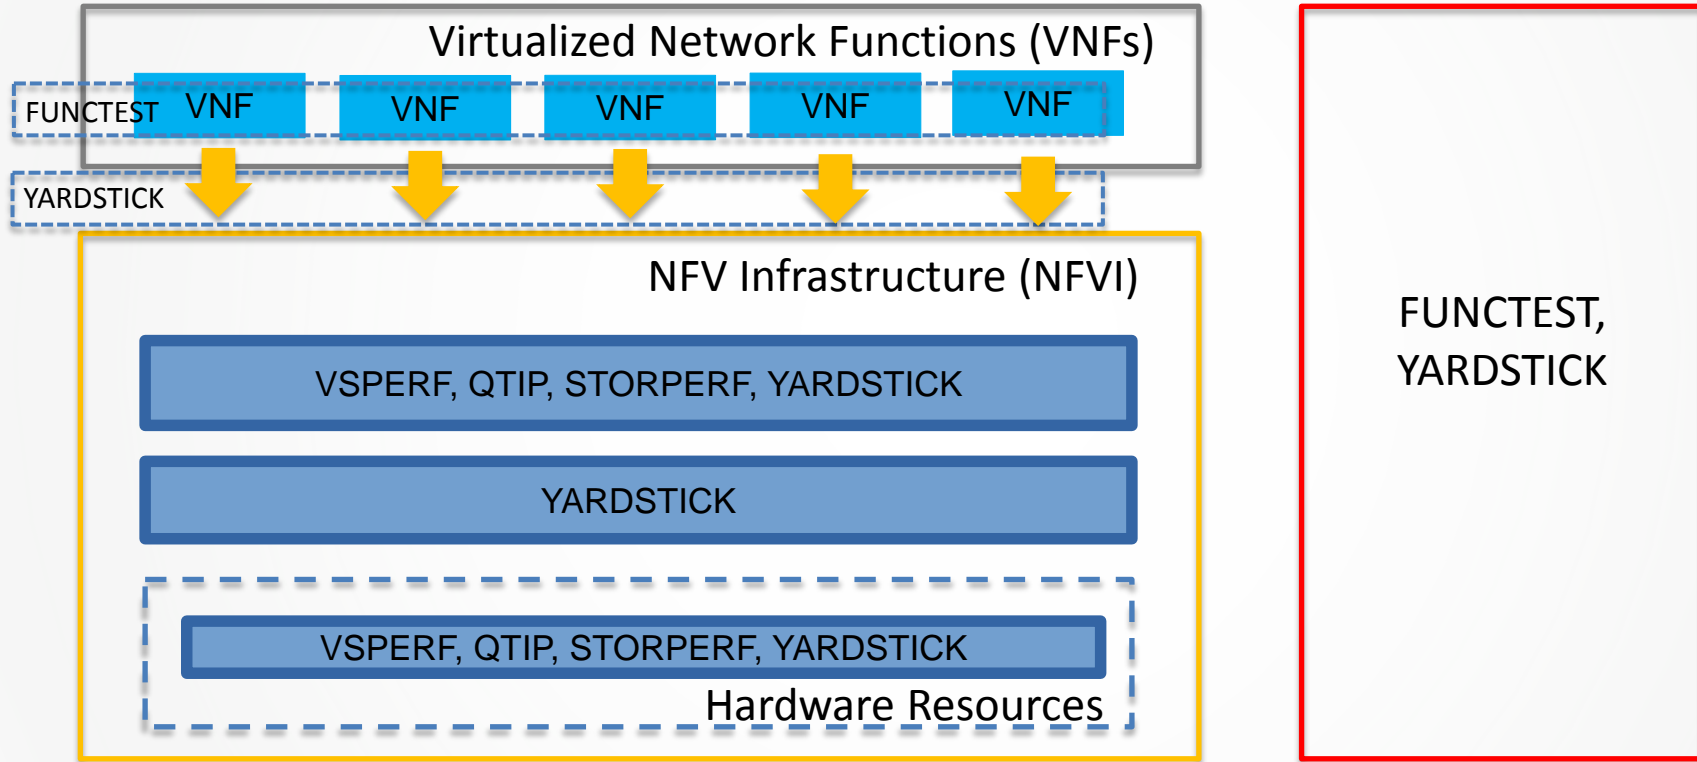 Virtualized Network Functions (VNFs)
FUNCTEST VNF VNF VNF VNF VNF
YARDSTICK
NFV Infrastructure (NFVI)
VSPERF, QTIP, STORPERF, YARDSTICK
YARDSTICK
VSPERF, QTIP, STORPERF, YARDSTICK
Hardware Resources
FUNCTEST,
YARDSTICK